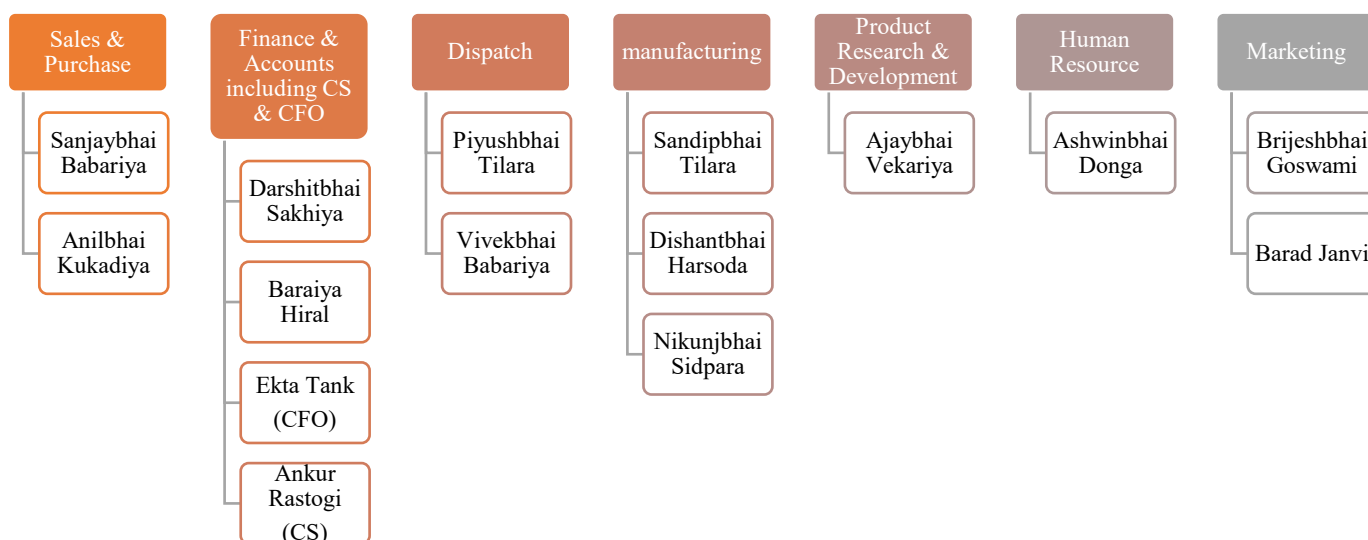 Sales &
Purchase
Sanjaybhai
Babariya
Anilbhai
Kukadiya
Finance &
Accounts
including CS
& CFO
Darshitbhai
Sakhiya
Baraiya
Hiral
Ekta Tank
(CFO)
Ankur
Rastogi
(CS)
Dispatch
Piyushbhai
Tilara
Vivekbhai
Babariya
manufacturing
Sandipbhai
Tilara
Dishantbhai
Harsoda
Nikunjbhai
Sidpara
Product
Research &
Development
Ajaybhai
Vekariya
Human
Resource
Ashwinbhai
Donga
Marketing
Brijeshbhai
Goswami
Barad Janvi